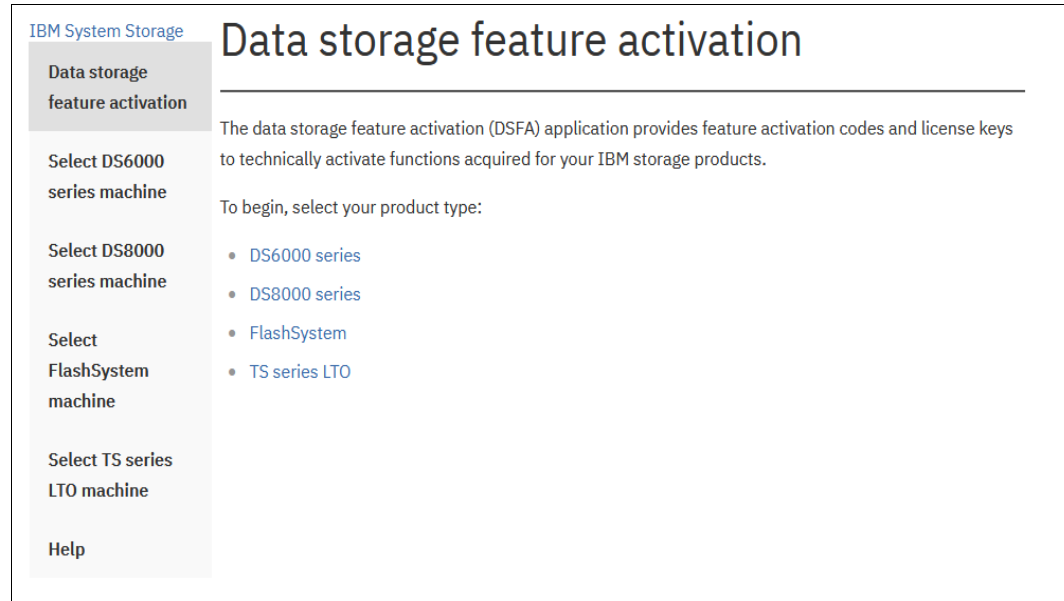 IBM System Storage
Data storage
feature activation
Select DS6000
series machine
Select DS8000
series machine
Select
FlashSystem
machine
Select TS series
LTO machine
Help
Data storage feature activation
The data storage feature activation (DSFA) application provides feature activation codes and license keys
to technically activate functions acquired for your IBM storage products.
To begin, select your product type:
• DS6000 series
• DS8000 series
• FlashSystem
• TS series LTO